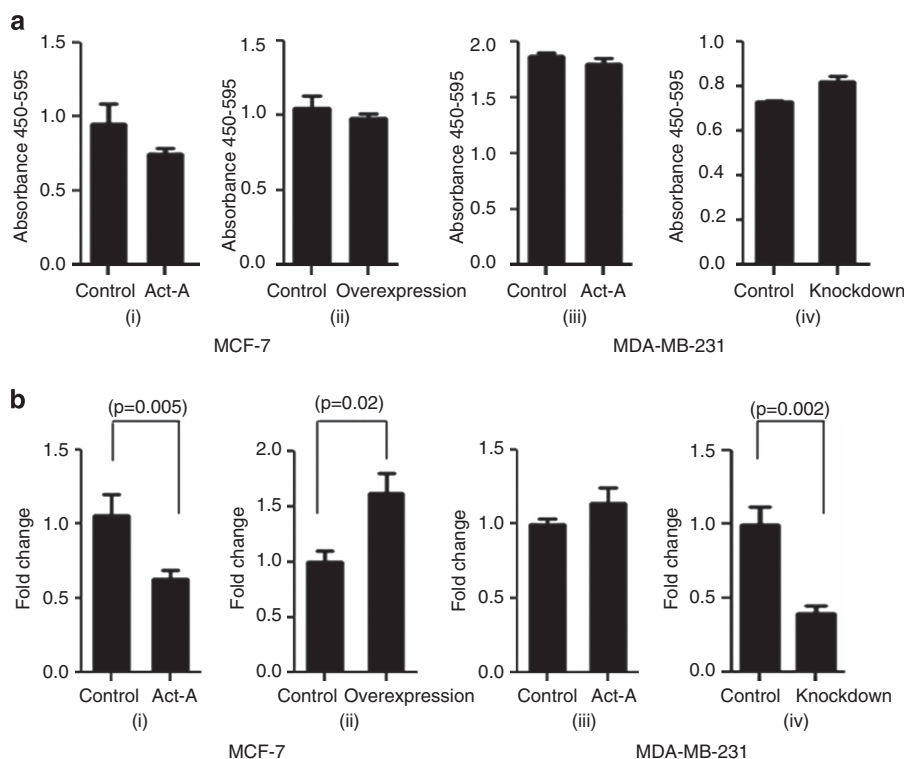 a
1.5
1.0
0.5
0.0
Absorbance 450-595
Control Act-A
(i)
1.5
1.0
0.5
0.0
Absorbance 450-595
Control Overexpression
(ii)
MCF-7
2.0
1.5
1.0
0.5
0.0
Absorbance 450-595
Control Act-A
(iii)
1.0
0.8
0.6
0.4
0.2
0.0
Absorbance 450-595
Control Knockdown
(iv)
MDA-MB-231
b
(p=0.005)
1.5
1.0
0.5
0.0
Fold change
Control Act-A
(i)
(p=0.02)
2.0
1.5
1.0
0.5
0.0
Fold change
Control Overexpression
(ii)
MCF-7
1.5
1.0
0.5
0.0
Fold change
Control Act-A
(iii)
(p=0.002)
1.5
1.0
0.5
0.0
Fold change
Control Knockdown
(iv)
MDA-MB-231